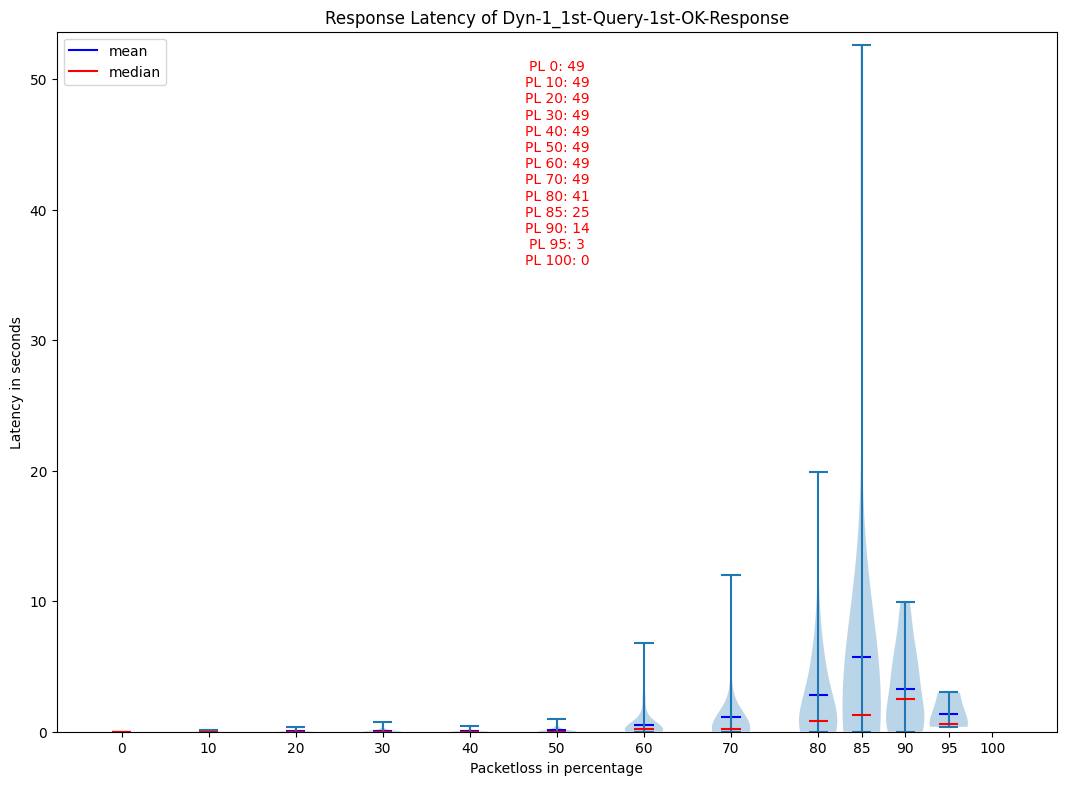 Response Latency of Dyn-1_1st-Query-1st-OK-Response
mean
median
PL 0: 49
PL 10: 49
PL 20: 49
PL 30: 49
PL 40: 49
PL 50: 49
PL 60: 49
PL 70: 49
PL 80: 41
PL 85: 25
PL 90: 14
PL 95: 3
PL 100: 0
Latency in seconds
50
40
30
20
10
0
0 10 20 30 40 50 60 70 80 85 90 95 100
Packetloss in percentage